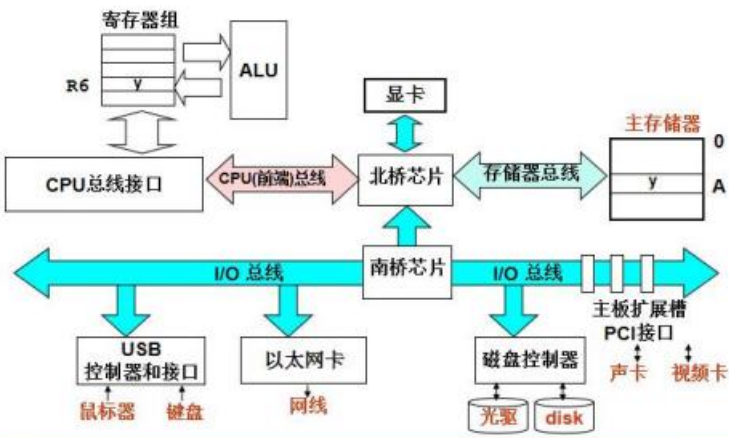 寄存器组
R6
y
ALU
显卡
主存储器
0
CPU总线接口
CPU(前端)总线
北桥芯片
存储器总线
y
A
I/O 总线
南桥芯片
I/O 总线
主板扩展槽
PCI接口
USB
控制器和接口
以太网卡
磁盘控制器
声卡
视频卡
鼠标器
键盘
网线
光驱
disk